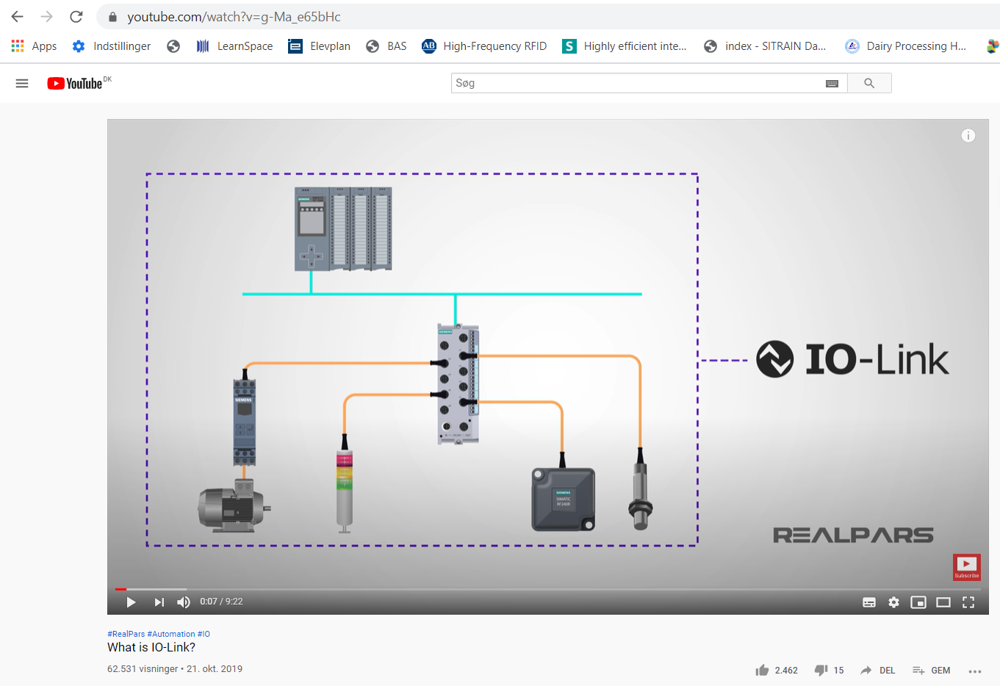 youtube.com/watch?v=g-Ma_e65bHc
Apps Indstillinger LearnSpace Elevplan BAS AB High-Frequency RFID S Highly efficient inte... index - SITRAIN Da... Dairy Processing H...
YouTube DK
Søg
SIEMENS
SIEMENS
SIEMENS
SIEMENS
SIMATIC
RF240R
IO-Link
REALPARS
Subscribe
0:07 / 9:22
#RealPars #Automation #IO
What is IO-Link?
62.531 visninger • 21. okt. 2019
2.462 15 DEL GEM